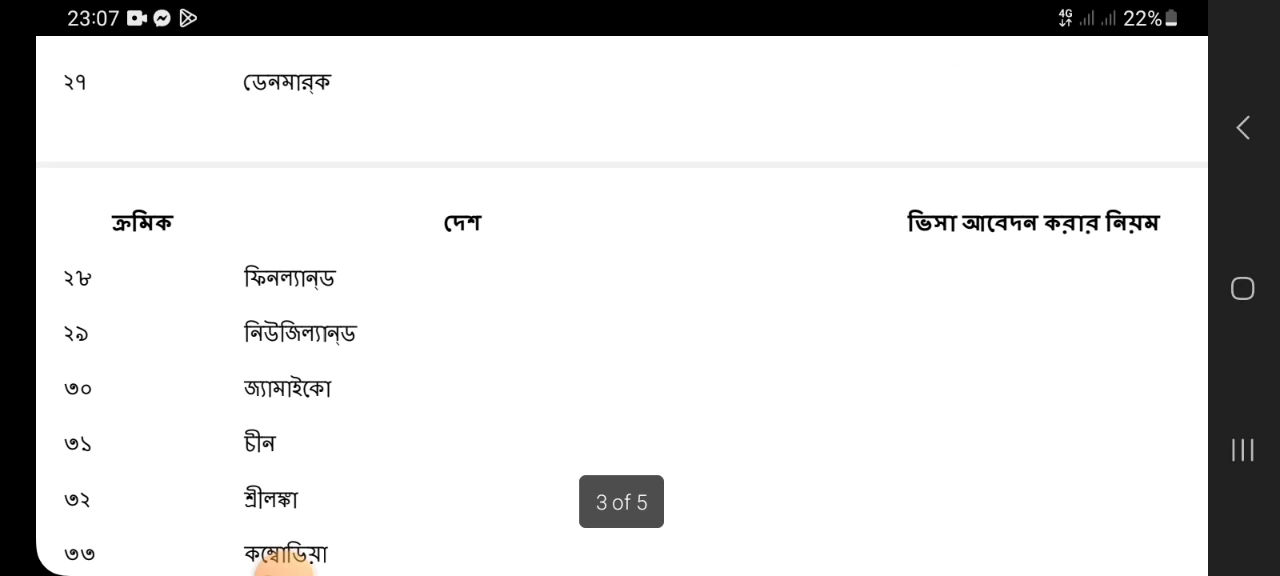 23:07 4G 22%
২৭ ডেনমার্ক
ক্রমিক দেশ ভিসা আবেদন করার নিয়ম
২৮ ফিনল্যান্ড
২৯ নিউজিল্যান্ড
৩০ জ্যামাইকো
৩১ চীন
৩২ শ্রীলঙ্কা
3 of 5
৩৩ কম্বোডিয়া